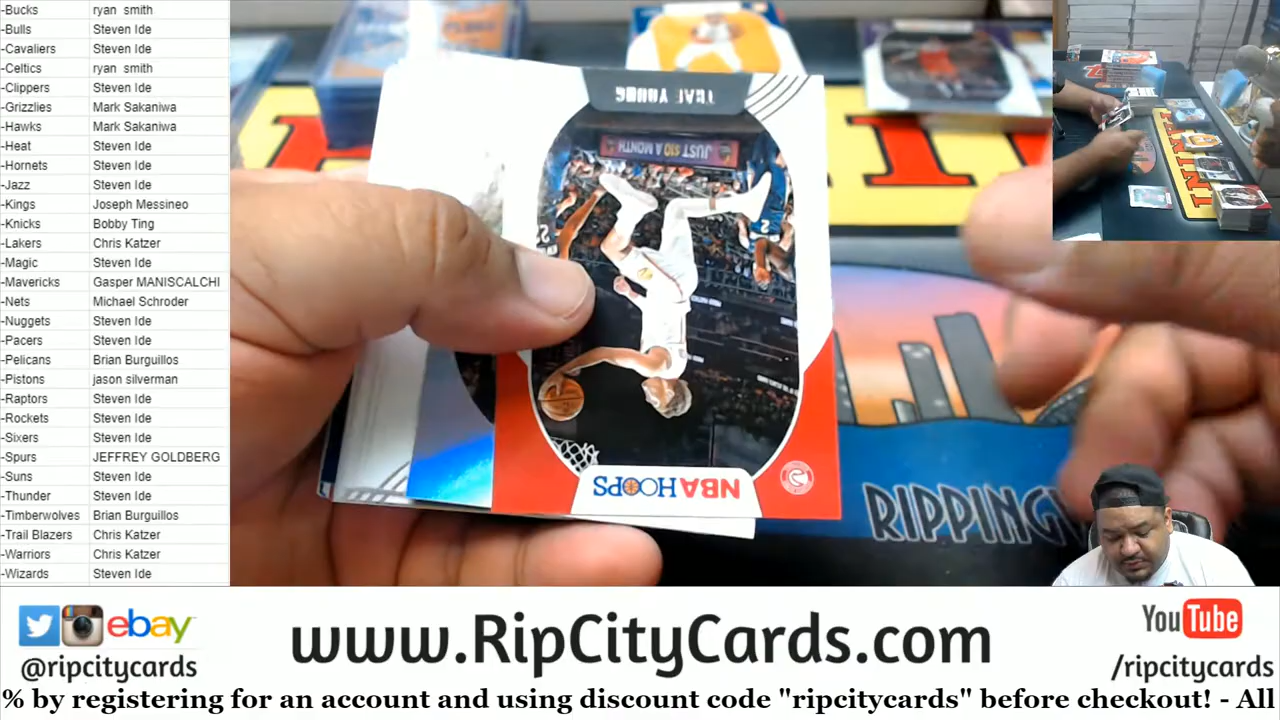 -Bucks ryan smith
-Bulls Steven Ide
-Cavaliers Steven Ide
-Celtics ryan smith
-Clippers Steven Ide
-Grizzlies Mark Sakaniwa
-Hawks Mark Sakaniwa
-Heat Steven Ide
-Hornets Steven Ide
-Jazz Steven Ide
-Kings Joseph Messineo
-Knicks Bobby Ting
-Lakers Chris Katzer
-Magic Steven Ide
-Mavericks Gasper MANISCALCHI
-Nets Michael Schroder
-Nuggets Steven Ide
-Pacers Steven Ide
-Pelicans Brian Burguillos
-Pistons jason silverman
-Raptors Steven Ide
-Rockets Steven Ide
-Sixers Steven Ide
-Spurs JEFFREY GOLDBERG
-Suns Steven Ide
-Thunder Steven Ide
-Timberwolves Brian Burguillos
-Trail Blazers Chris Katzer
-Warriors Chris Katzer
-Wizards Steven Ide
TRAE YOUNG
JUST $10 A MONTH
NBA HOOPS
RIPPING
ebay
@ripcitycards
www.RipCityCards.com
YouTube
/ripcitycards
% by registering for an account and using discount code "ripcitycards" before checkout! - All